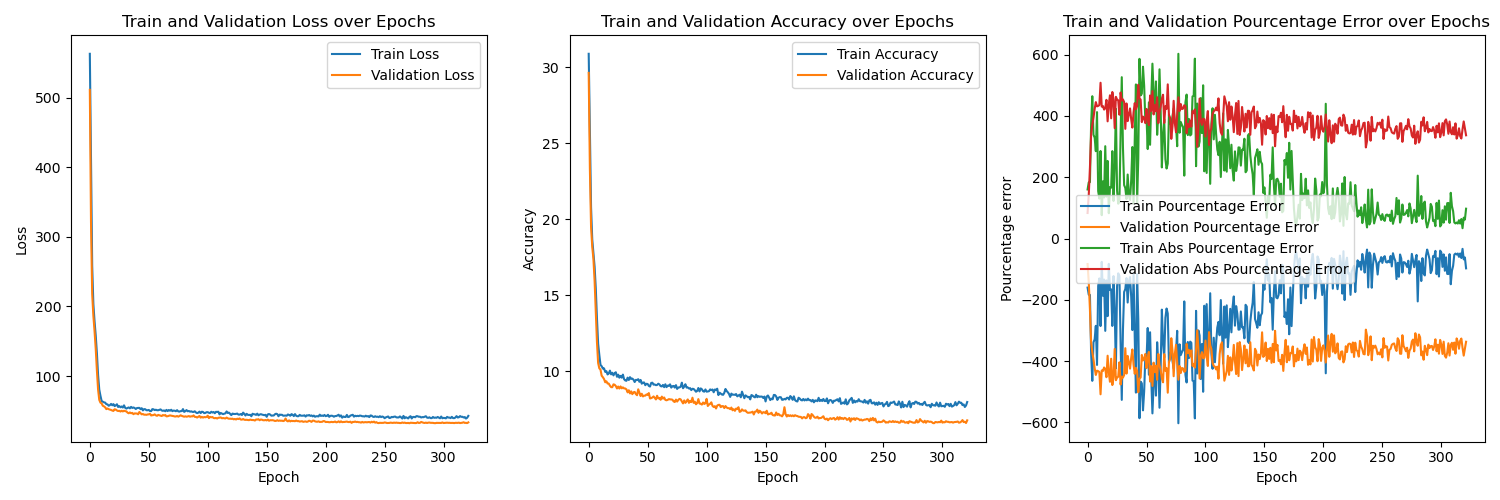 Train and Validation Loss over Epochs
Train Loss
Validation Loss
500
400
300
200
100
Loss
0 50 100 150 200 250 300
Epoch
Train and Validation Accuracy over Epochs
Train Accuracy
Validation Accuracy
30
25
20
15
10
Accuracy
0 50 100 150 200 250 300
Epoch
Train and Validation Pourcentage Error over Epochs
600
400
200
0
−200
−400
−600
Pourcentage error
Train Pourcentage Error
Validation Pourcentage Error
Train Abs Pourcentage Error
Validation Abs Pourcentage Error
0 50 100 150 200 250 300
Epoch